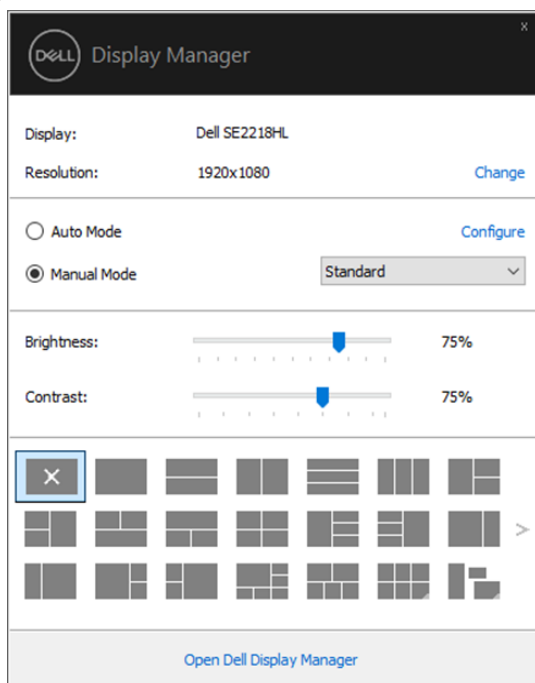 x
DELL Display Manager
Display: Dell SE2218HL
Resolution: 1920x1080 Change
Auto Mode Configure
Manual Mode Standard
Brightness: 75%
Contrast: 75%
Open Dell Display Manager